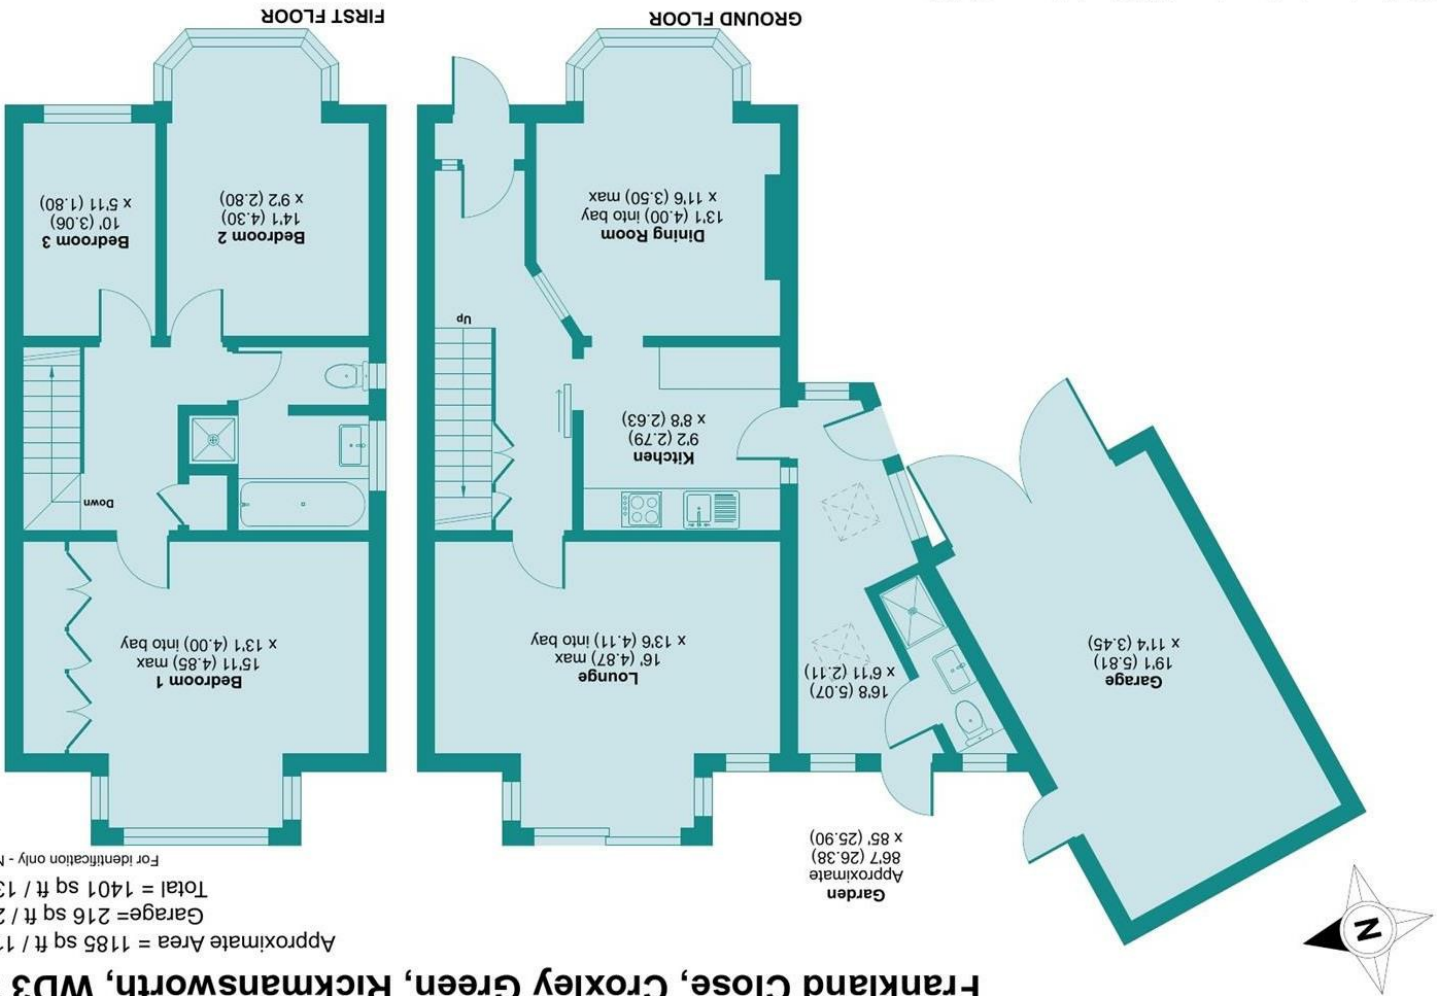 Frankland Close, Croxley Green, Rickmansworth, WD3
Approximate Area = 1185 sq ft / 11
Garage= 216 sq ft / 2
Total = 1401 sq ft / 13
For identification only - N
N
Garden
Approximate
86'7 (26.38)
x 85' (25.90)
Garage
19'1 (5.81)
x 11'4 (3.45)
16'8 (5.07)
x 6'11 (2.11)
Lounge
16' (4.87) max
x 13'6 (4.11) into bay
Kitchen
9'2 (2.79)
x 8'8 (2.63)
Up
Dining Room
13'1 (4.00) into bay
x 11'6 (3.50) max
GROUND FLOOR
Bedroom 1
15'11 (4.85) max
x 13'1 (4.00) into bay
Down
Bedroom 2
14'1 (4.30)
x 9'2 (2.80)
Bedroom 3
10' (3.06)
x 5'11 (1.80)
FIRST FLOOR